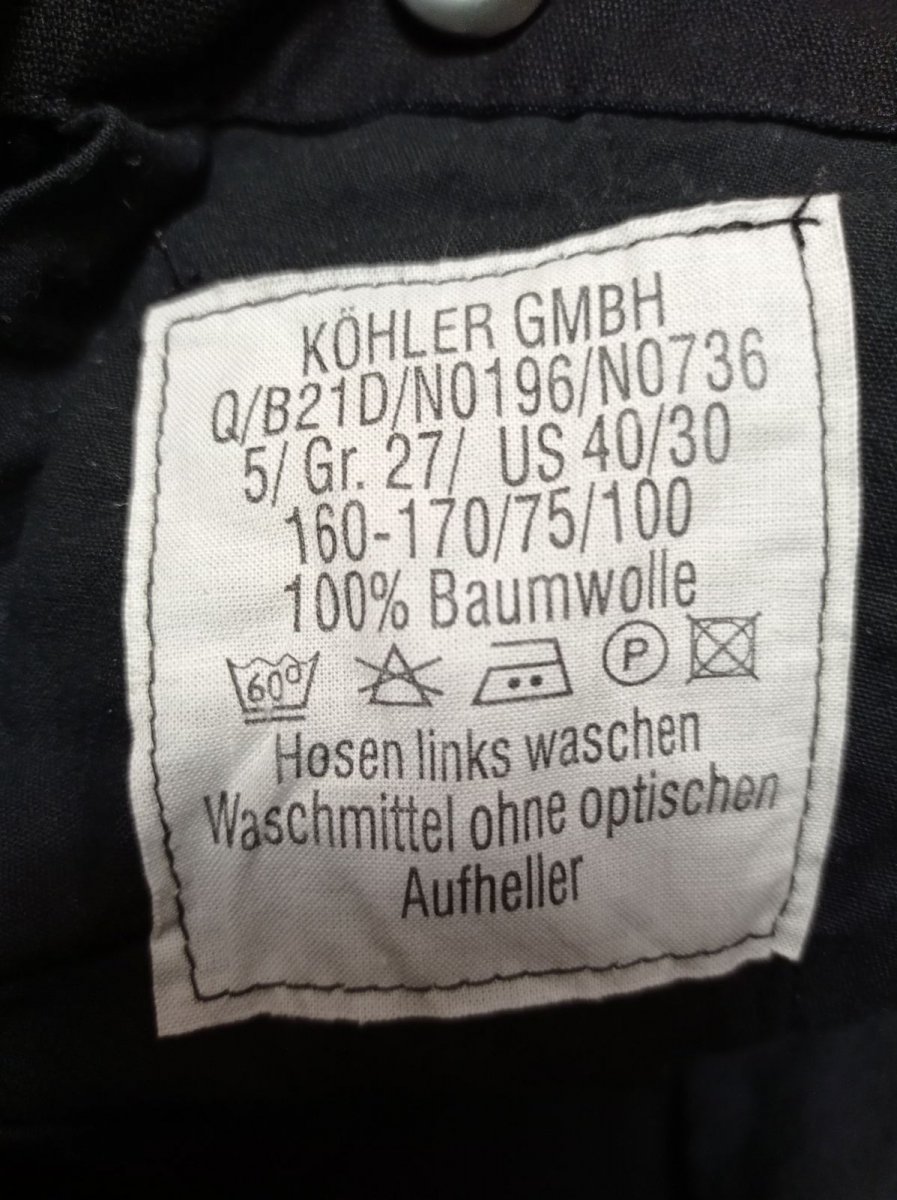 KÖHLER GMBH
Q/B21D/N0196/N0736
5/ Gr. 27/ US 40/30
160-170/75/100
100% Baumwolle
60° P
Hosen links waschen
Waschmittel ohne optischen
Aufheller